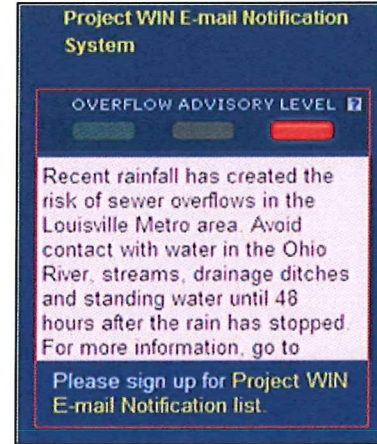 Project WIN E-mail Notification
System
OVERFLOW ADVISORY LEVEL ?
Recent rainfall has created the
risk of sewer overflows in the
Louisville Metro area. Avoid
contact with water in the Ohio
River, streams, drainage ditches
and standing water until 48
hours after the rain has stopped.
For more information, go to
Please sign up for Project WIN
E-mail Notification list.